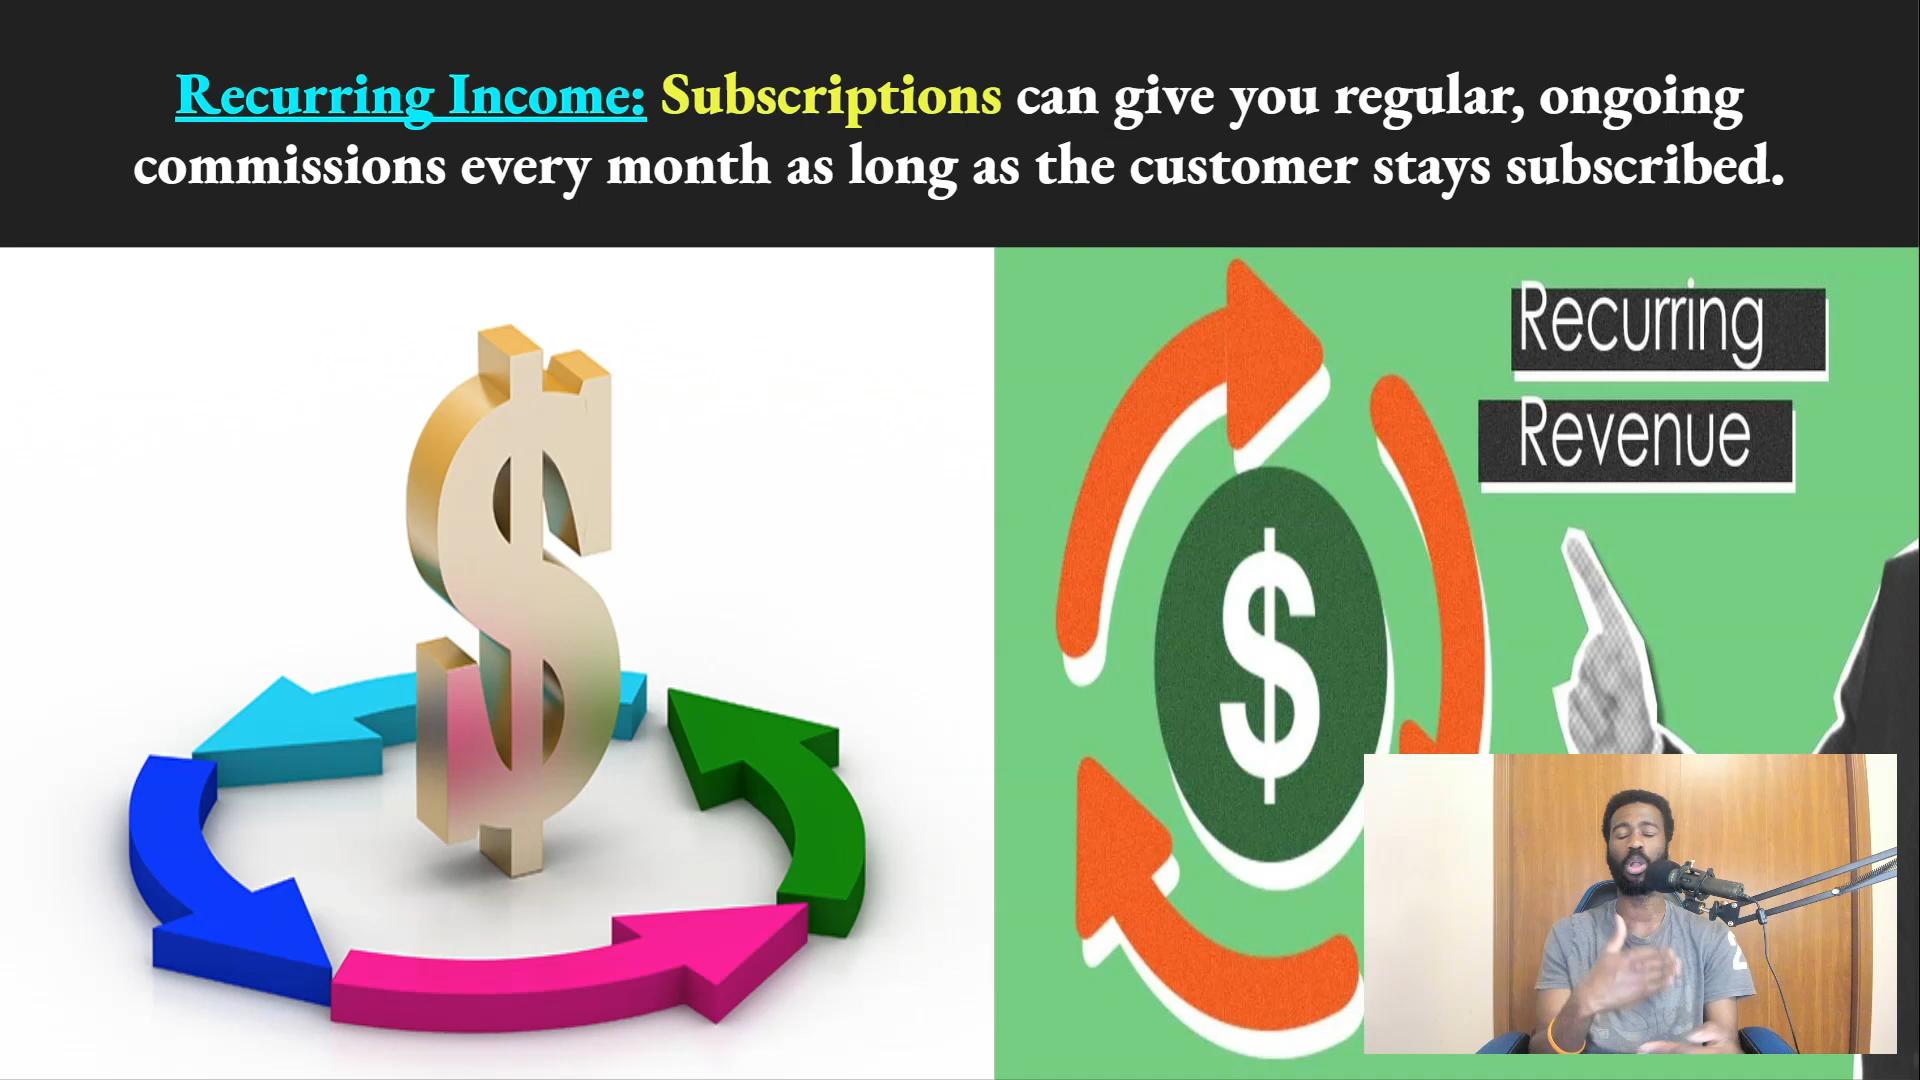 Recurring Income: Subscriptions can give you regular, ongoing
commissions every month as long as the customer stays subscribed.
Recurring
Revenue
$
$
2